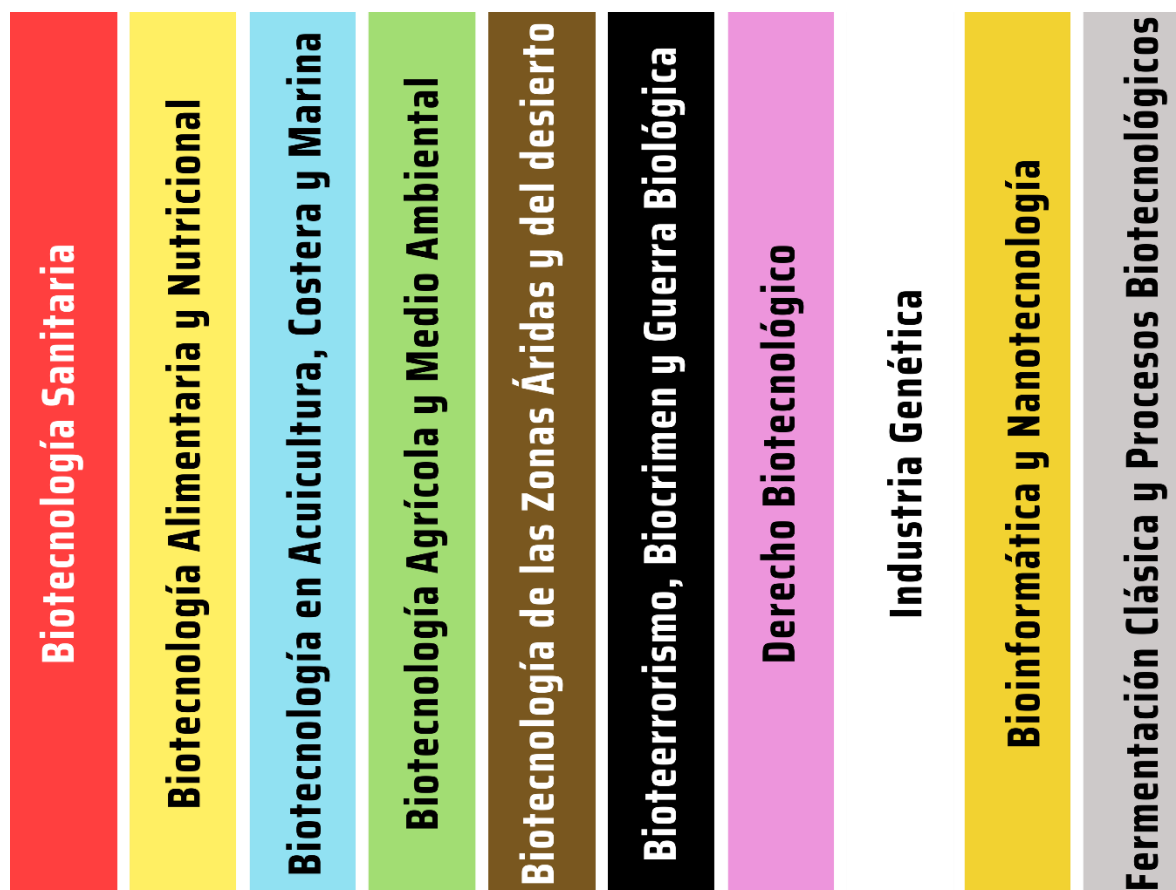 Biotecnología Sanitaria
Biotecnología Alimentaria y Nutricional
Biotecnología en Acuicultura, Costera y Marina
Biotecnología Agrícola y Medio Ambiental
Biotecnología de las Zonas Áridas y del desierto
Bioterrorismo, Biocrimen y Guerra Biológica
Derecho Biotecnológico
Industria Genética
Bioinformática y Nanotecnología
Fermentación Clásica y Procesos Biotecnológicos